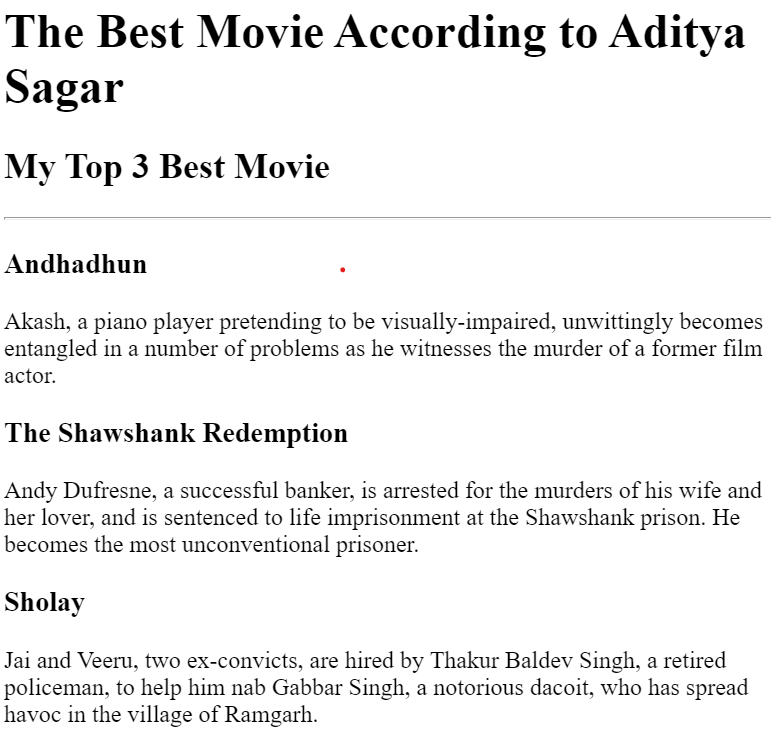 The Best Movie According to Aditya
Sagar
My Top 3 Best Movie
Andhadhun
Akash, a piano player pretending to be visually-impaired, unwittingly becomes
entangled in a number of problems as he witnesses the murder of a former film
actor.
The Shawshank Redemption
Andy Dufresne, a successful banker, is arrested for the murders of his wife and
her lover, and is sentenced to life imprisonment at the Shawshank prison. He
becomes the most unconventional prisoner.
Sholay
Jai and Veeru, two ex-convicts, are hired by Thakur Baldev Singh, a retired
policeman, to help him nab Gabbar Singh, a notorious dacoit, who has spread
havoc in the village of Ramgarh.